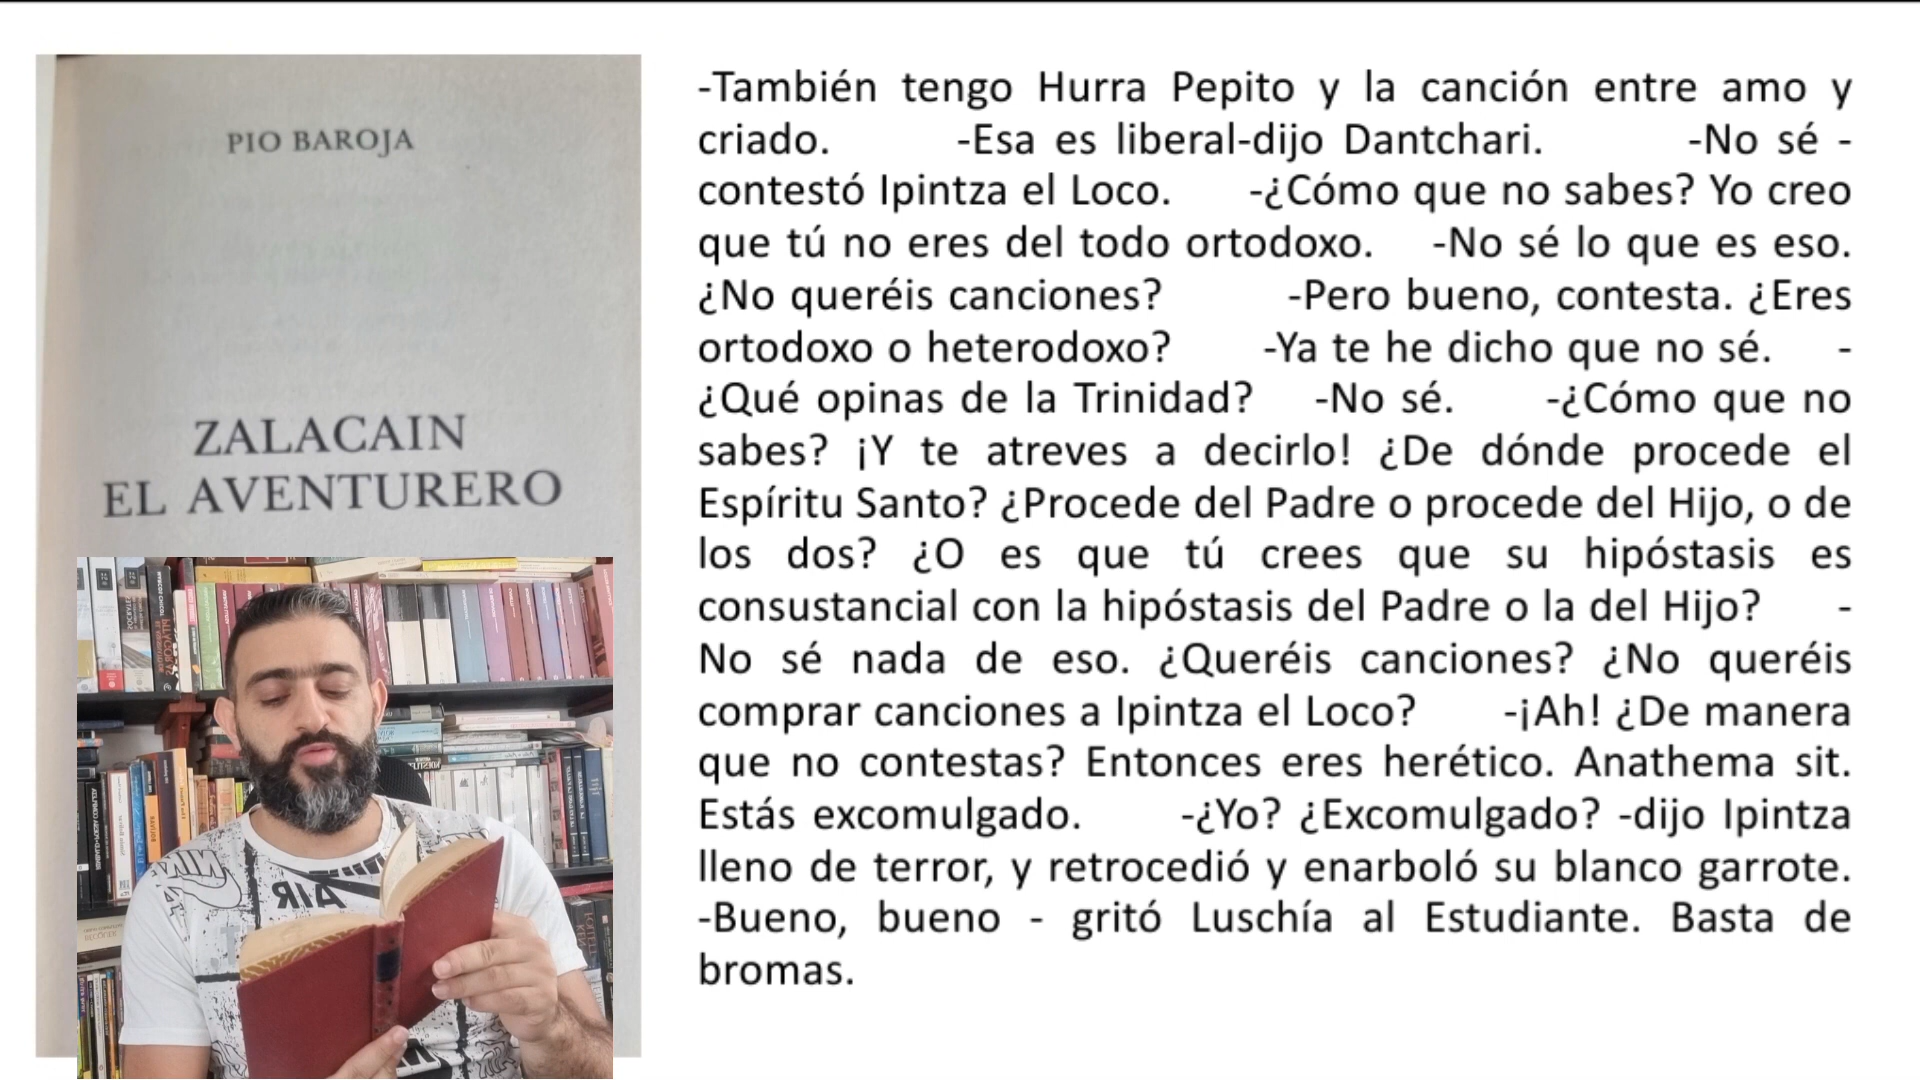 PIO BAROJA
ZALACAIN
EL AVENTURERO
-También tengo Hurra Pepito y la canción entre amo y
criado. -Esa es liberal-dijo Dantchari. -No sé -
contestó Ipintza el Loco. -¿Cómo que no sabes? Yo creo
que tú no eres del todo ortodoxo. -No sé lo que es eso.
¿No queréis canciones? -Pero bueno, contesta. ¿Eres
ortodoxo o heterodoxo? -Ya te he dicho que no sé. -
¿Qué opinas de la Trinidad? -No sé. -¿Cómo que no
sabes? ¡Y te atreves a decirlo! ¿De dónde procede el
Espíritu Santo? ¿Procede del Padre o procede del Hijo, o de
los dos? ¿O es que tú crees que su hipóstasis es
consustancial con la hipóstasis del Padre o la del Hijo? -
No sé nada de eso. ¿Queréis canciones? ¿No queréis
comprar canciones a Ipintza el Loco? -¡Ah! ¿De manera
que no contestas? Entonces eres herético. Anathema sit.
Estás excomulgado. -¿Yo? ¿Excomulgado? -dijo Ipintza
lleno de terror, y retrocedió y enarboló su blanco garrote.
-Bueno, bueno - gritó Luschía al Estudiante. Basta de
bromas.
AIR